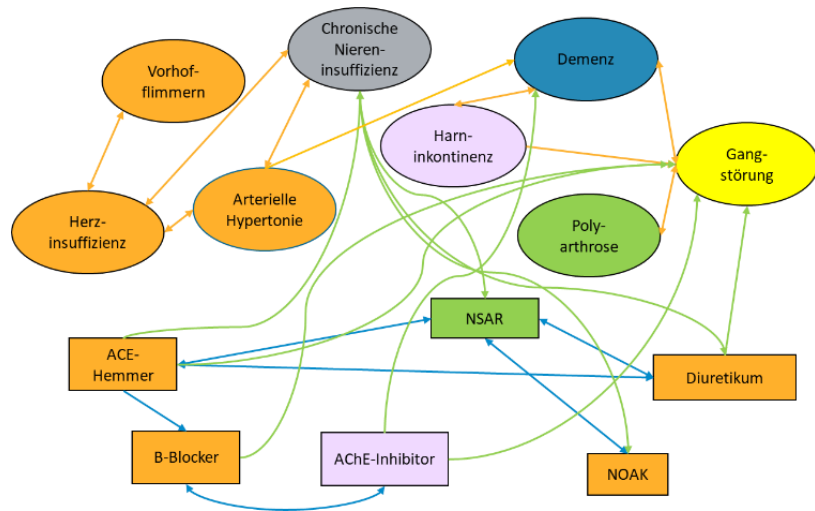 Chronische
Nieren-
insuffizienz
Vorhof-
flimmern
Demenz
Harn-
inkontinenz
Gang-
störung
Arterielle
Hypertonie
Herz-
insuffizienz
Poly-
arthrose
NSAR
ACE-
Hemmer
Diuretikum
B-Blocker
AChE-Inhibitor
NOAK